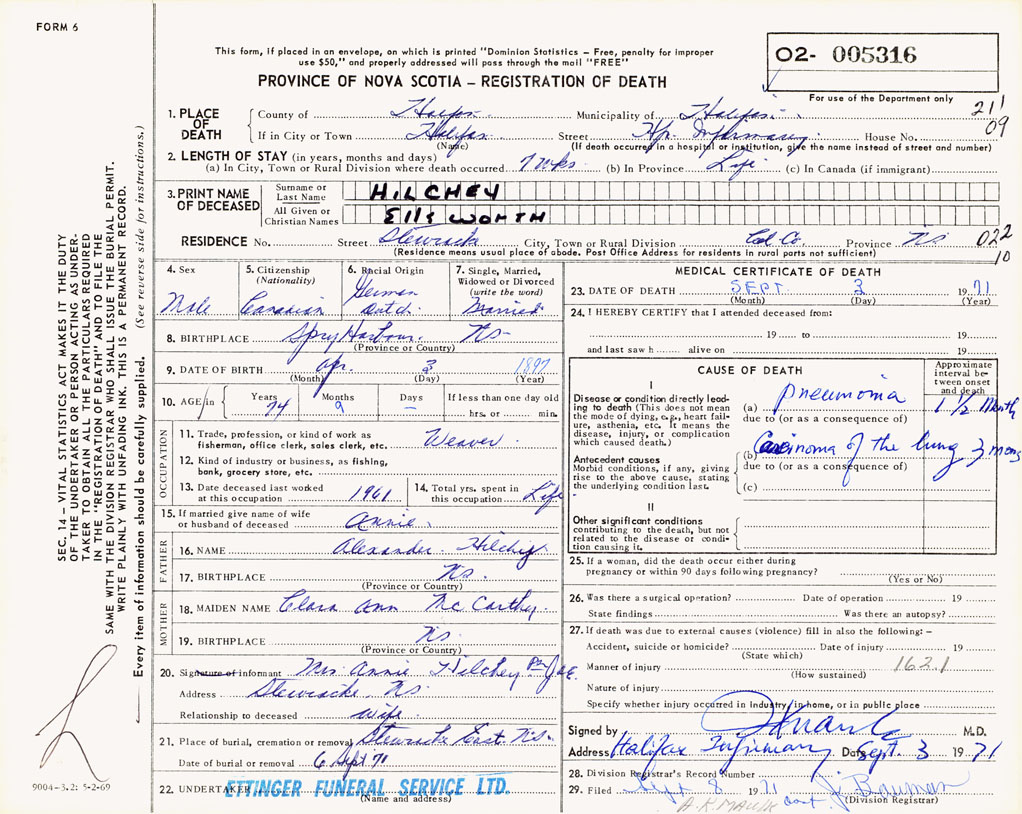 FORM 6
This form, if placed in an envelope, on which is printed "Dominion Statistics – Free, penalty for improper
use $50," and properly addressed will pass through the mail "FREE"
PROVINCE OF NOVA SCOTIA – REGISTRATION OF DEATH
02- 005316
For use of the Department only
211
09
1. PLACE OF DEATH
County of Halifax Municipality of Halifax
If in City or Town Halifax Street Hfx Infirmary House No.
(Name) (If death occurred in a hospital or institution, give the name instead of street and number)
2. LENGTH OF STAY (in years, months and days)
(a) In City, Town or Rural Division where death occurred 7 wks. (b) In Province Life (c) In Canada (if immigrant)
3. PRINT NAME OF DECEASED
Surname or Last Name HILCHEY
All Given or Christian Names EllsWORTH
RESIDENCE No. Street Stewiacke City, Town or Rural Division Col Co. Province NS
(Residence means usual place of abode. Post Office Address for residents in rural parts not sufficient)
022
10
4. Sex Male
5. Citizenship (Nationality) Canadian
6. Racial Origin German Dutch
7. Single, Married, Widowed or Divorced (write the word) Married
8. BIRTHPLACE Spry Harbour NS
(Province or Country)
9. DATE OF BIRTH Apr. 3 1897
(Month) (Day) (Year)
10. AGE in Years 74 Months 9 Days – If less than one day old hrs. or min.
OCCUPATION
11. Trade, profession, or kind of work as
fisherman, office clerk, sales clerk, etc. Weaver
12. Kind of industry or business, as fishing,
bank, grocery store, etc.
13. Date deceased last worked at this occupation 1961
14. Total yrs. spent in this occupation Life
15. If married give name of wife
or husband of deceased Annie
FATHER
16. NAME Alexander Hilchey
17. BIRTHPLACE NS.
(Province or Country)
MOTHER
18. MAIDEN NAME Clara Ann McCarthy
19. BIRTHPLACE NS
(Province or Country)
20. Signature of informant Mrs Annie Hilchey Per
Address Stewiacke, NS.
Relationship to deceased wife
21. Place of burial, cremation or removal Stewiacke East NS.
Date of burial or removal 6 Sept 71
22. UNDERTAKER ETTINGER FUNERAL SERVICE LTD.
(Name and address)
MEDICAL CERTIFICATE OF DEATH
23. DATE OF DEATH SEPT. 3 1971
(Month) (Day) (Year)
24. I HEREBY CERTIFY that I attended deceased from:
19 to 19
and last saw h alive on 19
CAUSE OF DEATH
Approximate interval between onset and death
I
Disease or condition directly leading
to death (This does not mean
the mode of dying, e.g., heart failure,
asthenia, etc. It means the
disease, injury, or complication
which caused death.)
(a) pneumonia 1 1/2 Month
due to (or as a consequence of)
Antecedent causes
Morbid conditions, if any, giving
rise to the above cause, stating
the underlying condition last.
(b) Carcinoma of the lung 3 mons
due to (or as a consequence of)
(c)
II
Other significant conditions
contributing to the death, but not
related to the disease or condition
causing it.
25. If a woman, did the death occur either during
pregnancy or within 90 days following pregnancy?
(Yes or No)
26. Was there a surgical operation? Date of operation 19
State findings Was there an autopsy?
27. If death was due to external causes (violence) fill in also the following: –
Accident, suicide or homicide? Date of injury 19
(State which)
Manner of injury 162.1
(How sustained)
Nature of injury
Specify whether injury occurred in Industry, in home, or in public place
Signed by M.D.
Address Halifax Infirmary Date Sept. 3 1971
28. Division Registrar's Record Number
29. Filed Sept 8 1971 J. Bauman
A.K. MAUSK
(Division Registrar)
SEC. 14 – VITAL STATISTICS ACT MAKES IT THE DUTY
OF THE UNDERTAKER OR PERSON ACTING AS UNDERTAKER
TO OBTAIN ALL THE PARTICULARS REQUIRED
IN THE "REGISTRATION OF DEATH" AND TO FILE THE
SAME WITH THE DIVISION REGISTRAR WHO SHALL ISSUE THE BURIAL PERMIT.
WRITE PLAINLY WITH UNFADING INK. THIS IS A PERMANENT RECORD.
Every item of information should be carefully supplied. (See reverse side for instructions.)
9004-3.2: 5-2-69